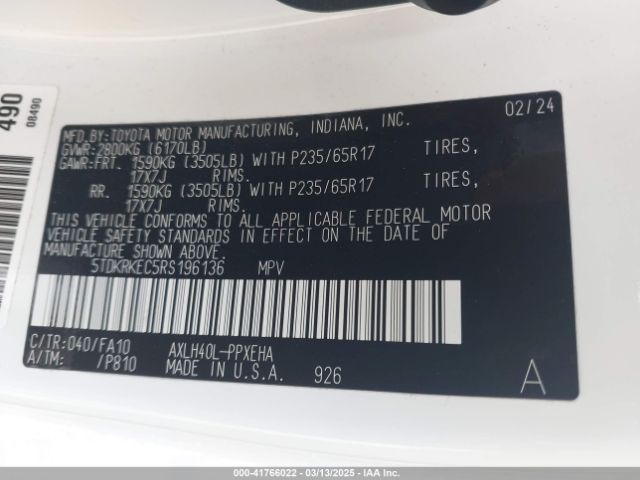 490
08490
02/24
MFD.BY:TOYOTA MOTOR MANUFACTURING, INDIANA, INC.
GVWR:2800KG (6170LB)
GAWR:FRT. 1590KG (3505LB) WITH P235/65R17 TIRES,
17X7J RIMS.
RR. 1590KG (3505LB) WITH P235/65R17 TIRES,
17X7J RIMS.
THIS VEHICLE CONFORMS TO ALL APPLICABLE FEDERAL MOTOR
VEHICLE SAFETY STANDARDS IN EFFECT ON THE DATE OF
MANUFACTURE SHOWN ABOVE.
5TDKRKEC5RS196136 MPV
C/TR:040/FA10 AXLH40L-PPXEHA
A/TM: /P810 MADE IN U.S.A. 926
A
000-41766022 - 03/13/2025 - IAA Inc.